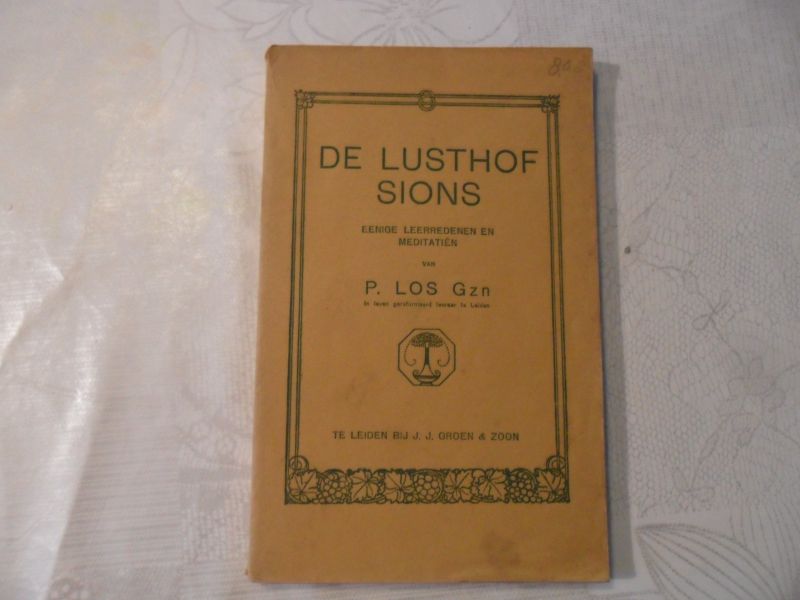 DE LUSTHOF
SIONS
EENIGE LEERREDENEN EN
MEDITATIËN
VAN
P. LOS Gzn
In leven gereformeerd leeraar te Leiden
TE LEIDEN BIJ J. J. GROEN & ZOON